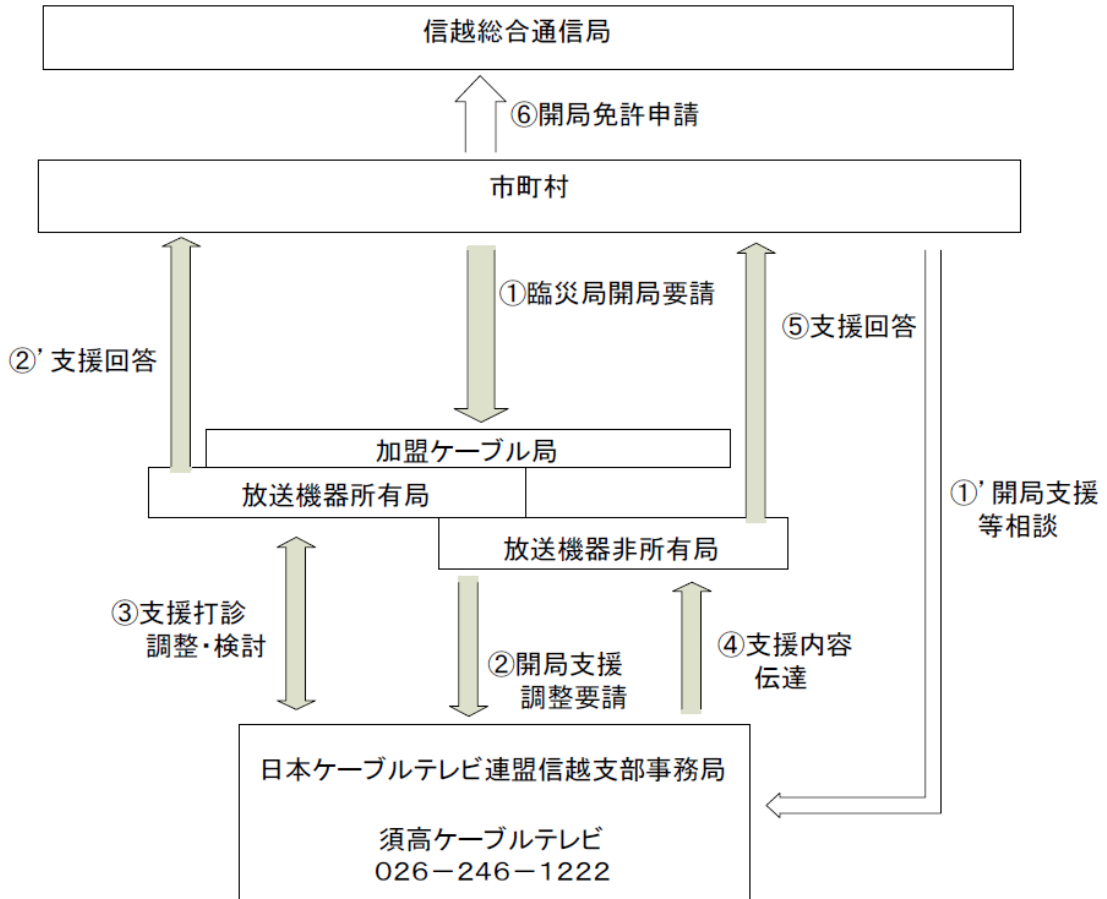 信越総合通信局
⑥開局免許申請
市町村
①臨災局開局要請
⑤支援回答
②’支援回答
加盟ケーブル局
放送機器所有局
①’開局支援
等相談
放送機器非所有局
③支援打診
調整・検討
②開局支援
調整要請
④支援内容
伝達
日本ケーブルテレビ連盟信越支部事務局
須高ケーブルテレビ
026-246-1222